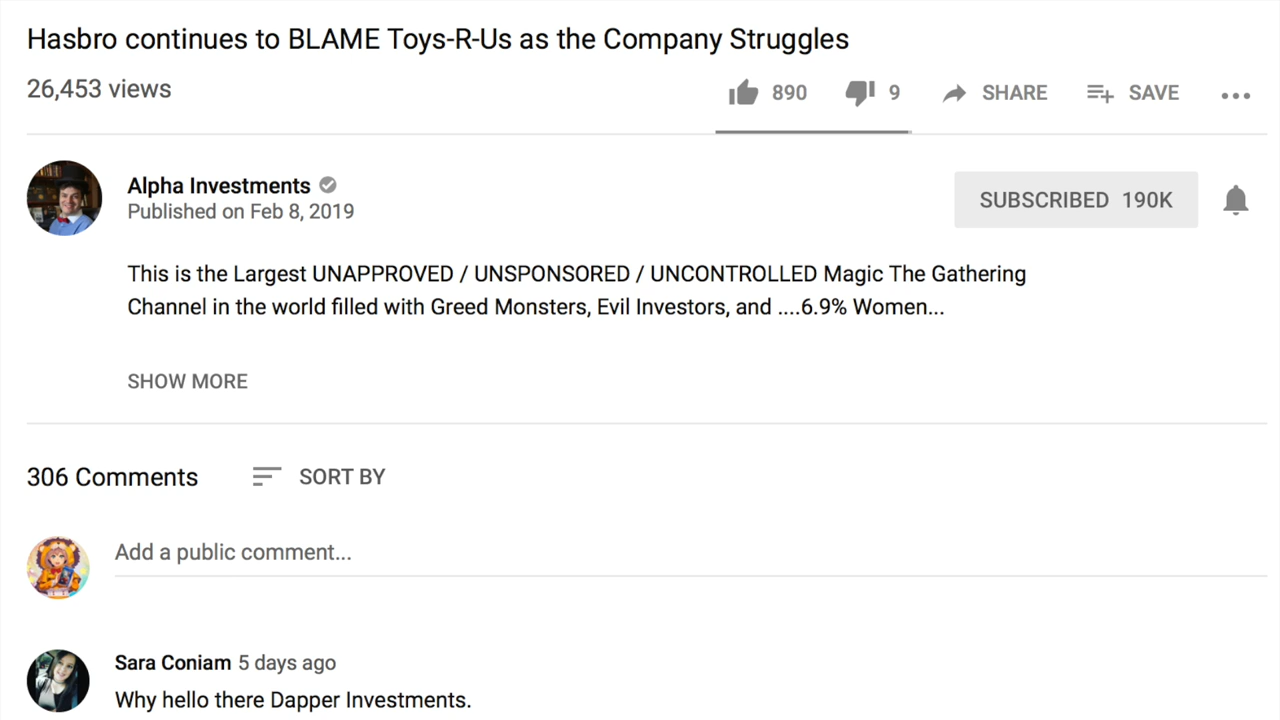 Hasbro continues to BLAME Toys-R-Us as the Company Struggles
26,453 views
890 9 SHARE SAVE
Alpha Investments
Published on Feb 8, 2019
SUBSCRIBED 190K
This is the Largest UNAPPROVED / UNSPONSORED / UNCONTROLLED Magic The Gathering
Channel in the world filled with Greed Monsters, Evil Investors, and ....6.9% Women...
SHOW MORE
306 Comments SORT BY
Add a public comment...
Sara Coniam 5 days ago
Why hello there Dapper Investments.